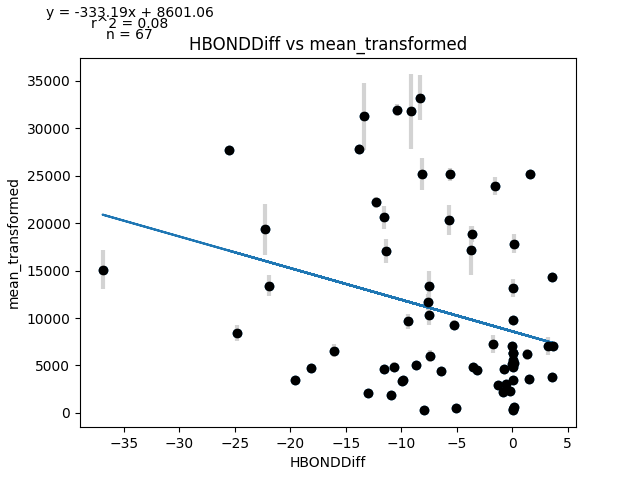 y = -333.19x + 8601.06
r^2 = 0.08
n = 67
HBONDDiff vs mean_transformed
35000
30000
25000
20000
15000
10000
5000
0
mean_transformed
−35 −30 −25 −20 −15 −10 −5 0 5
HBONDDiff